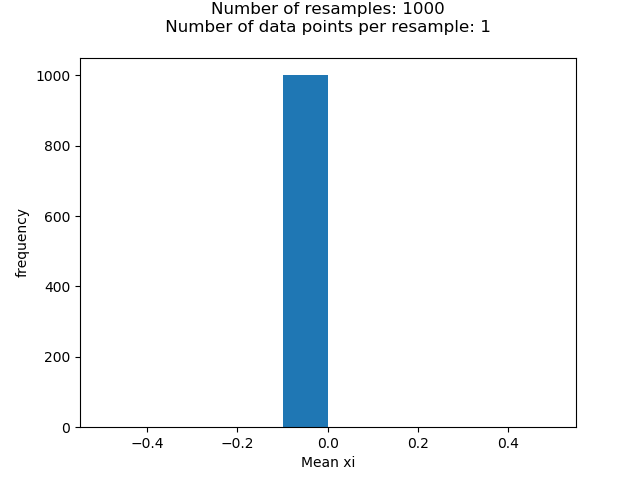 Number of resamples: 1000
Number of data points per resample: 1
1000
800
600
400
200
0
frequency
−0.4
−0.2
0.0
0.2
0.4
Mean xi